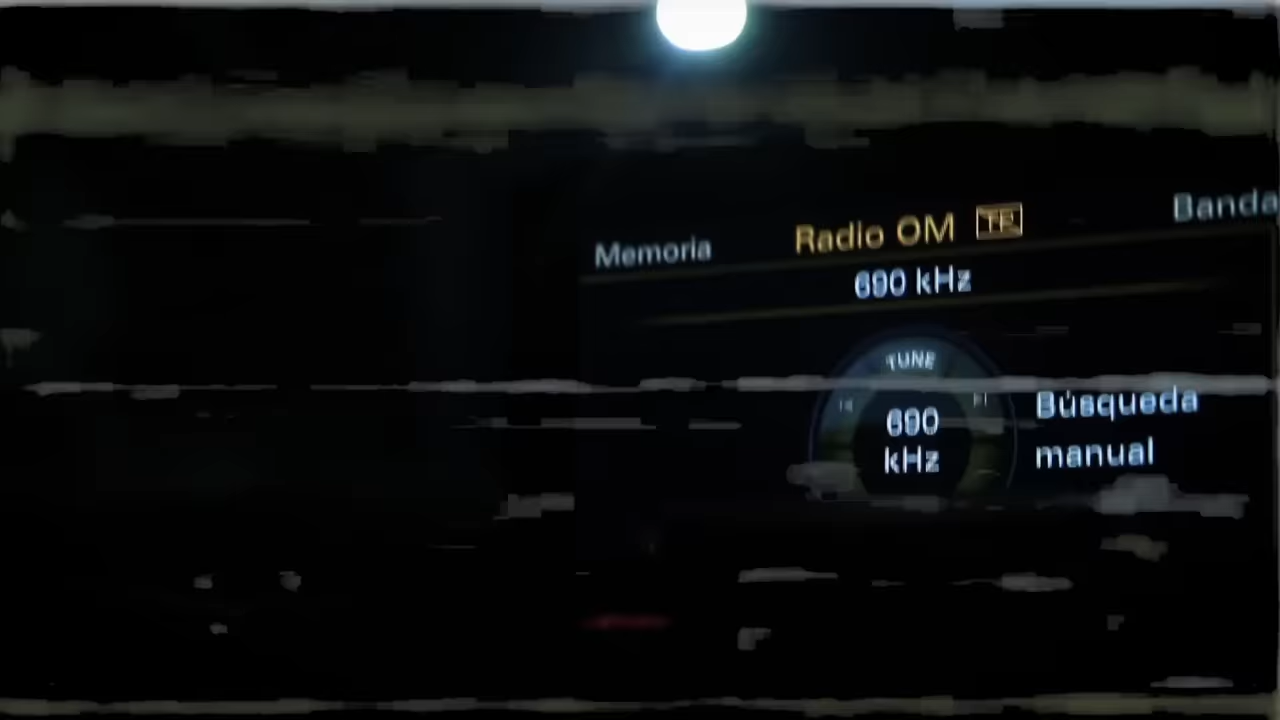 Memoria
Radio OM
TP
Banda
690 kHz
TUNE
690
kHz
Búsqueda
manual